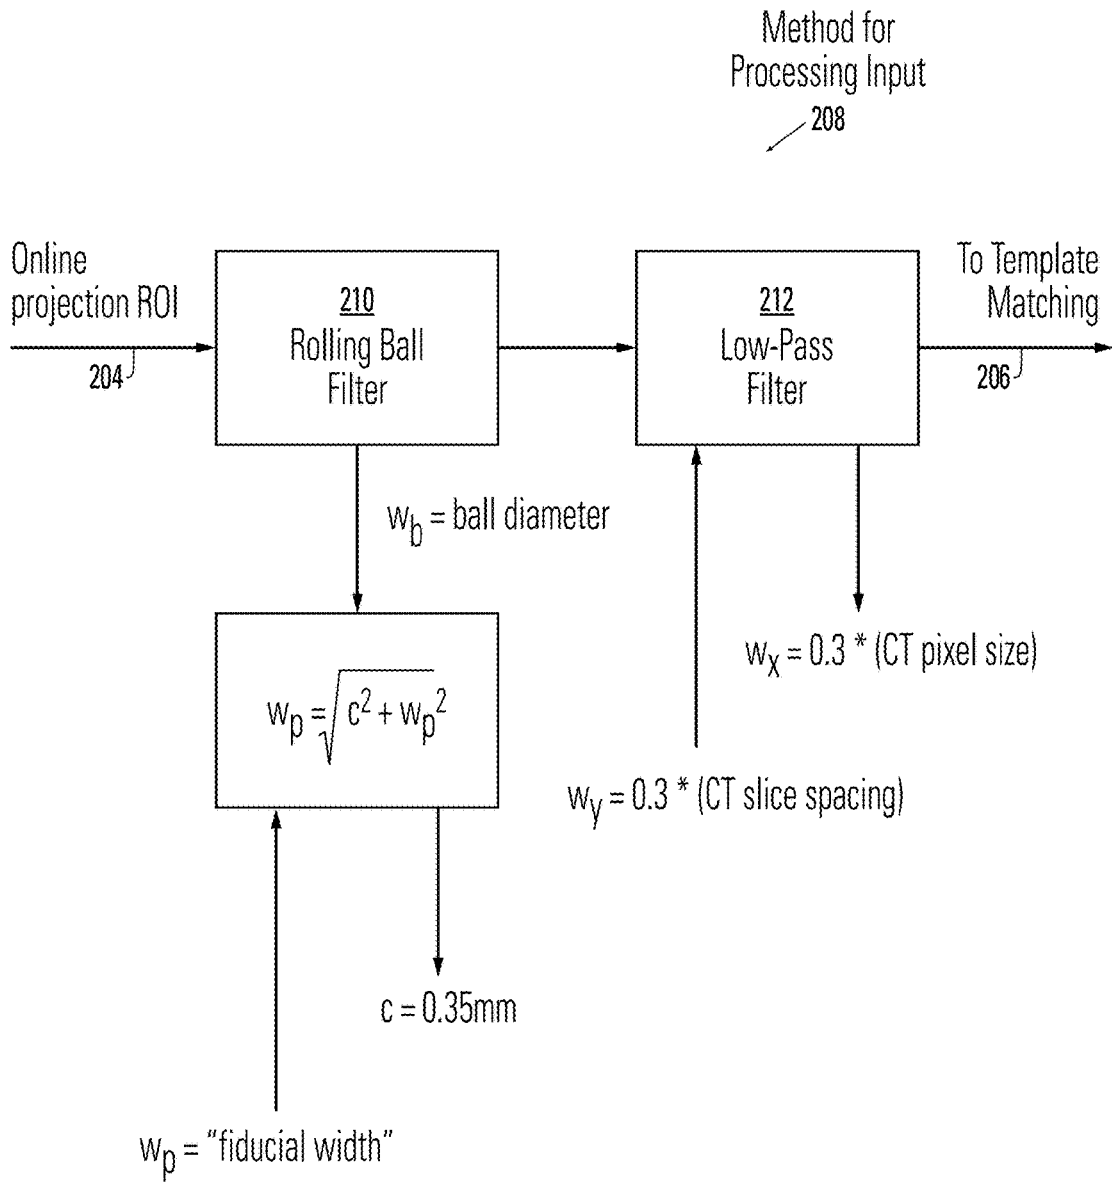 Method for
Processing Input
208
Online
projection ROI
204
210
Rolling Ball
Filter
212
Low-Pass
Filter
To Template
Matching
206
w_b = ball diameter
w_p = √(c² + w_p²)
w_x = 0.3 * (CT pixel size)
w_y = 0.3 * (CT slice spacing)
c = 0.35mm
w_p = “fiducial width”